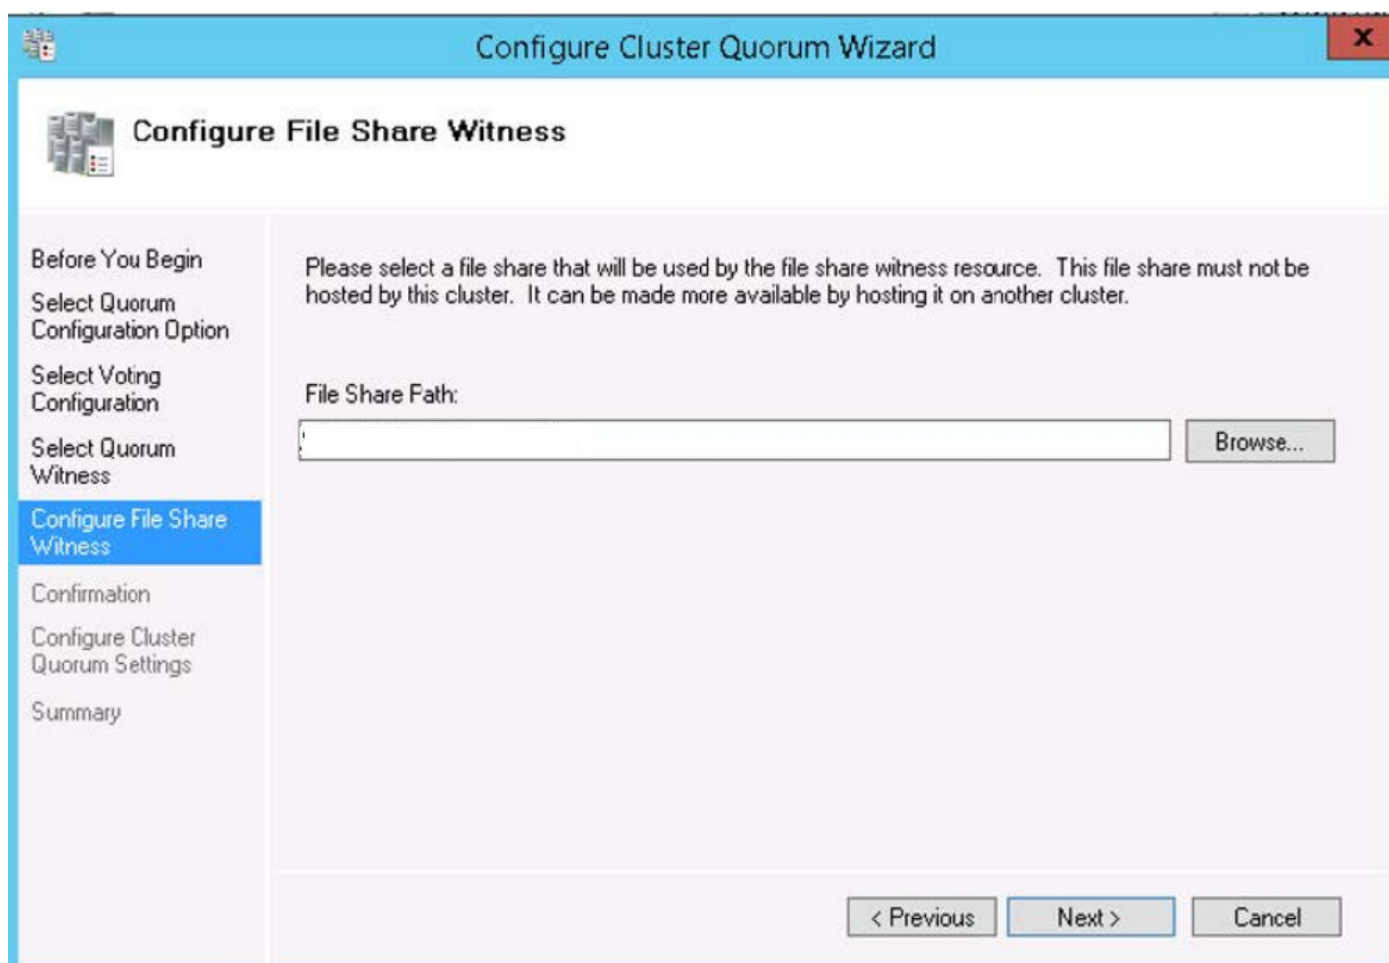 Configure Cluster Quorum Wizard
x
Configure File Share Witness
Before You Begin
Select Quorum
Configuration Option
Select Voting
Configuration
Select Quorum
Witness
Configure File Share
Witness
Confirmation
Configure Cluster
Quorum Settings
Summary
Please select a file share that will be used by the file share witness resource. This file share must not be
hosted by this cluster. It can be made more available by hosting it on another cluster.
File Share Path:
Browse...
< Previous
Next >
Cancel